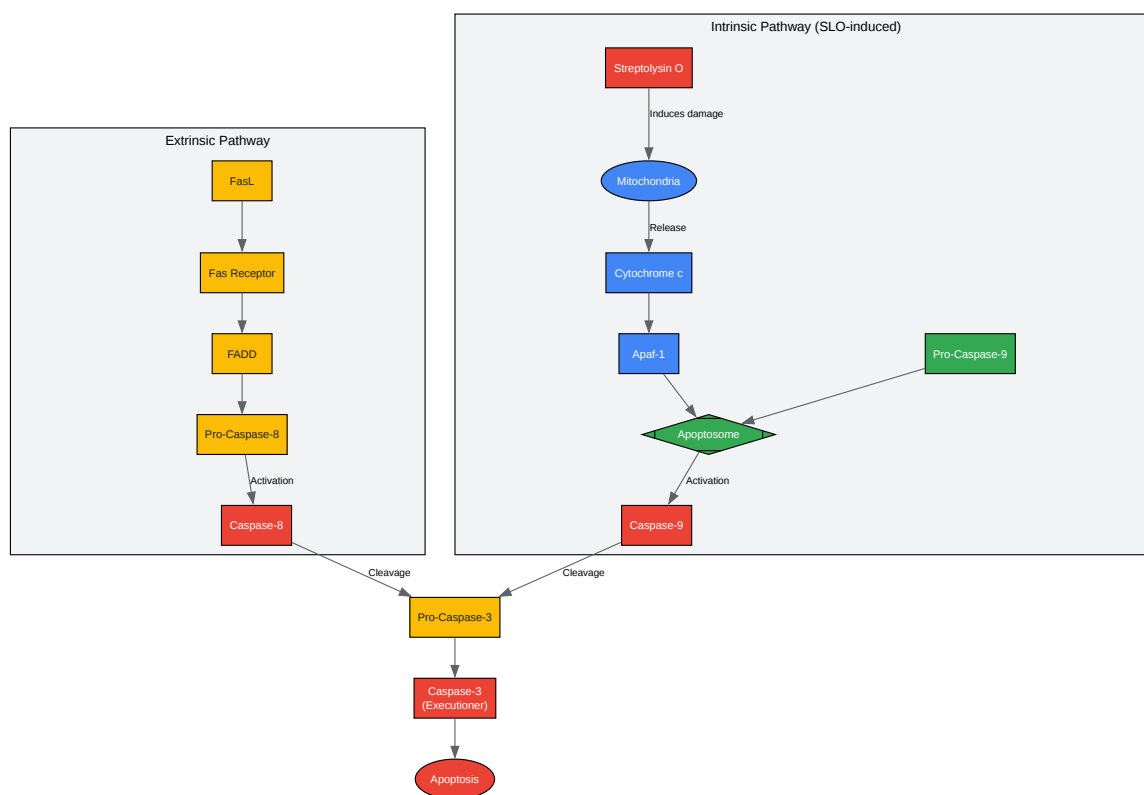 Intrinsic Pathway (SLO-induced)
Streptolysin O
Induces damage
Extrinsic Pathway
FasL
Mitochondria
Release
Fas Receptor
Cytochrome c
FADD
Apaf-1
Pro-Caspase-9
Pro-Caspase-8
Apoptosome
Activation
Activation
Caspase-8
Caspase-9
Cleavage
Cleavage
Pro-Caspase-3
Caspase-3
(Executioner)
Apoptosis